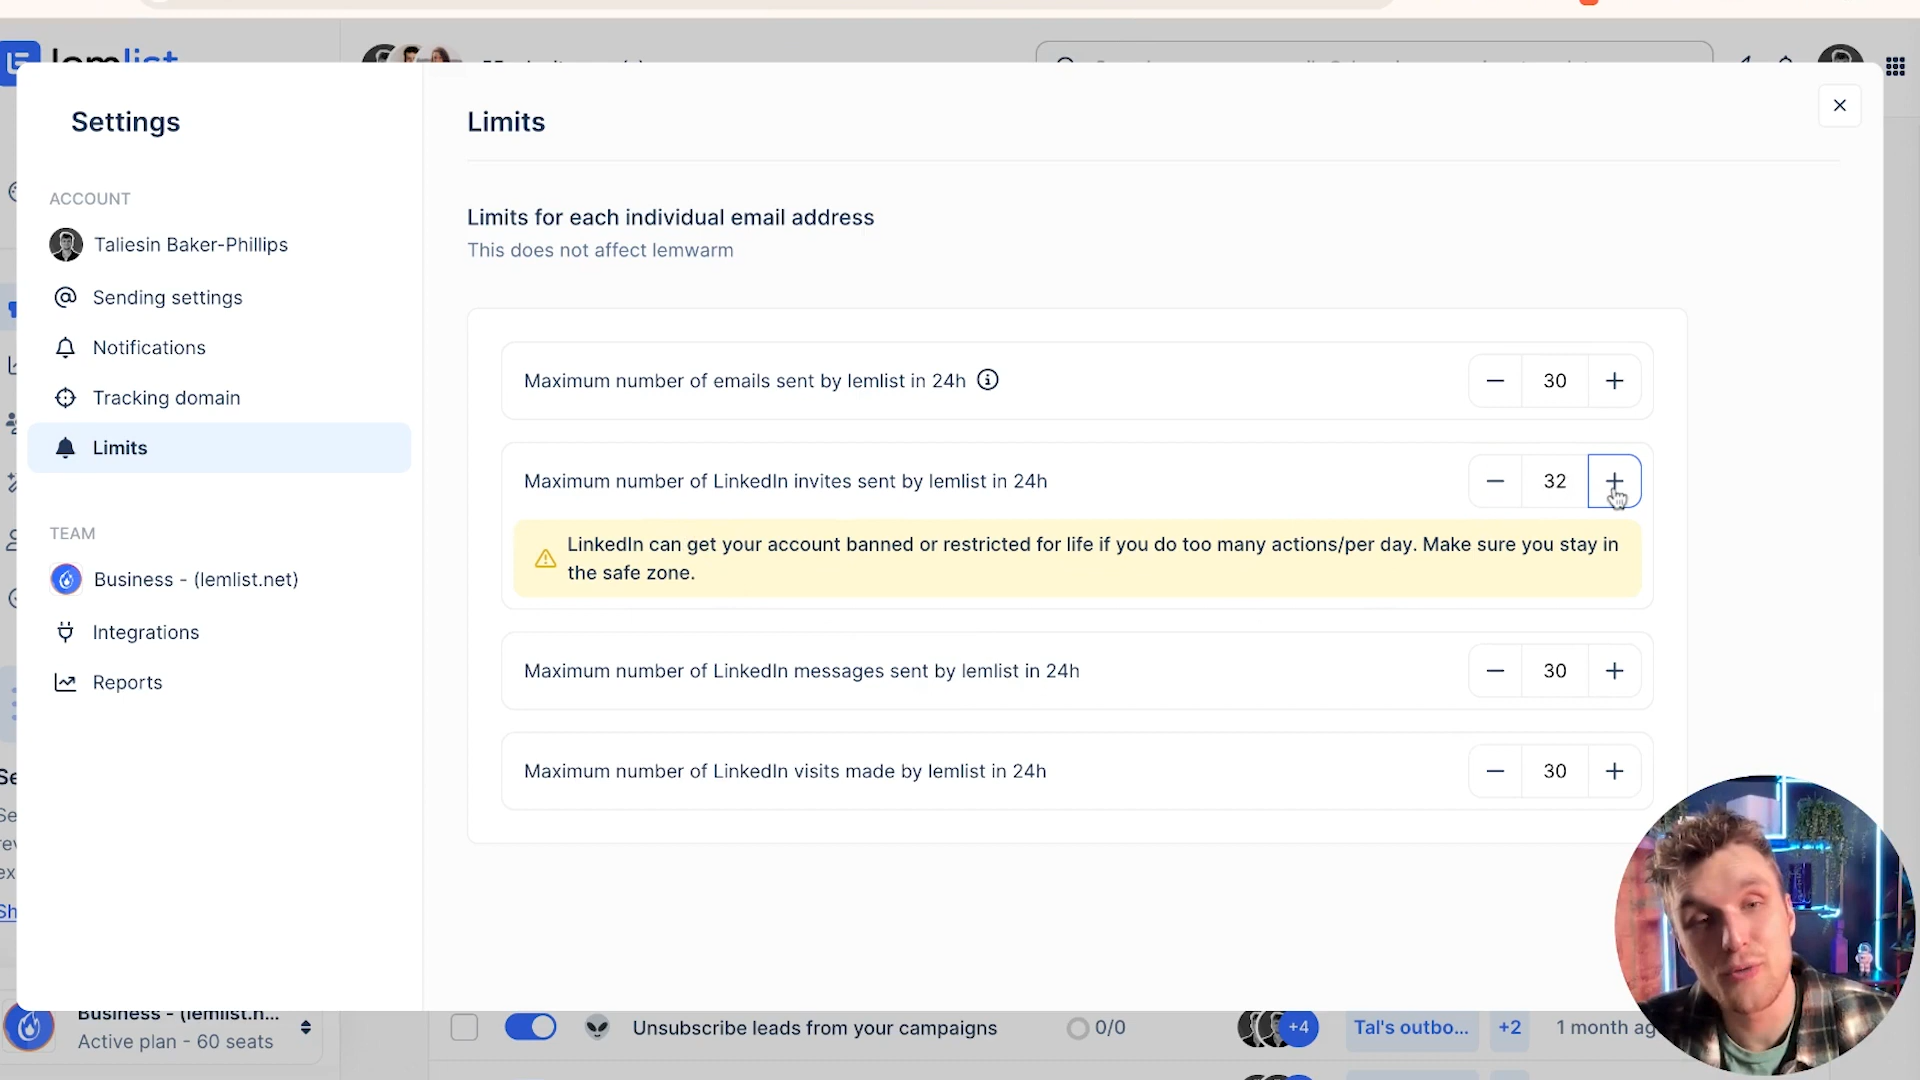 Settings
ACCOUNT
Taliesin Baker-Phillips
Sending settings
Notifications
Tracking domain
Limits
TEAM
Business - (lemlist.net)
Integrations
Reports
Limits
Limits for each individual email address
This does not affect lemwarm
Maximum number of emails sent by lemlist in 24h
30
Maximum number of LinkedIn invites sent by lemlist in 24h
32
LinkedIn can get your account banned or restricted for life if you do too many actions/per day. Make sure you stay in
the safe zone.
Maximum number of LinkedIn messages sent by lemlist in 24h
30
Maximum number of LinkedIn visits made by lemlist in 24h
30
Business - (lemlist.n...
Active plan - 60 seats
Unsubscribe leads from your campaigns
0/0
+4
Tal's outbo...
+2
1 month ag